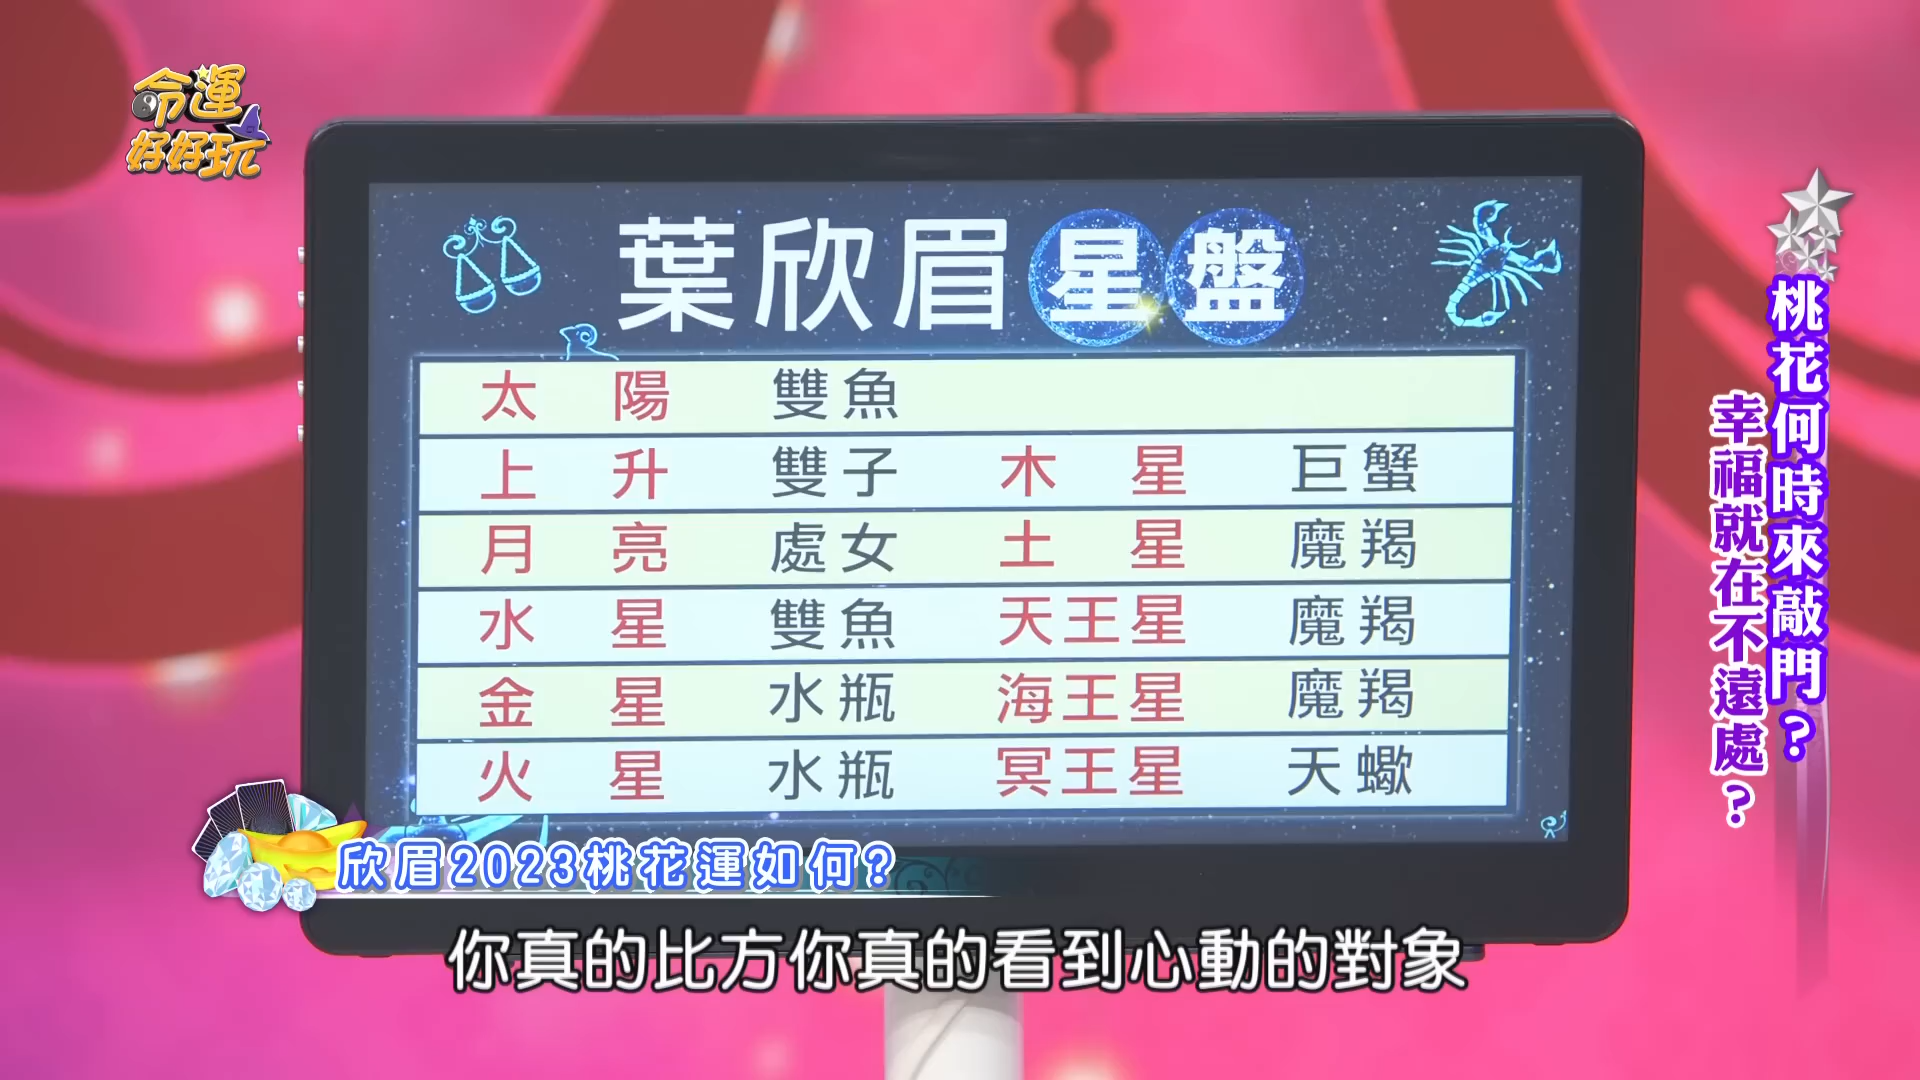 命運
好好玩
葉欣眉星盤
太陽 雙魚
上升 雙子 木星 巨蟹
月亮 處女 土星 魔羯
水星 雙魚 天王星 魔羯
金星 水瓶 海王星 魔羯
火星 水瓶 冥王星 天蠍
桃花何時來敲門?
幸福就在不遠處?
欣眉2023桃花運如何?
你真的比方你真的看到心動的對象